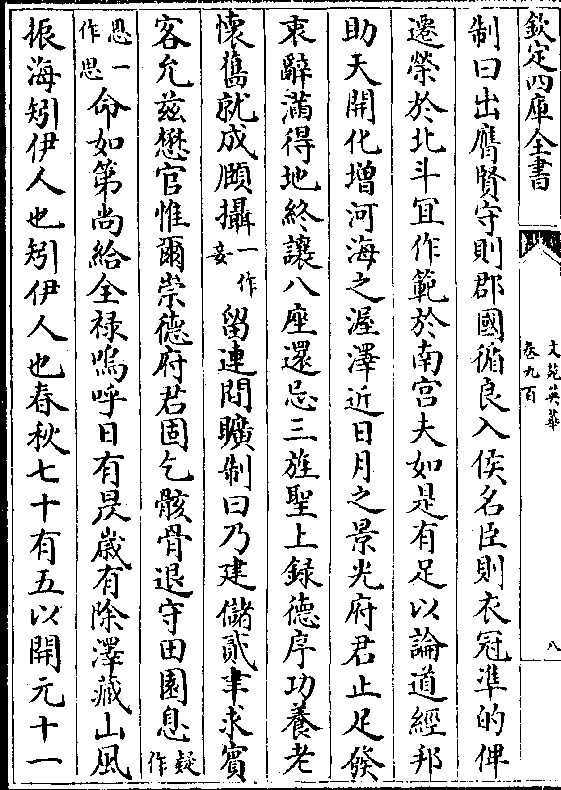 欽定四庫全書
文苑英華
卷九百
八
制曰出膺賢守則郡國循良入俟名臣則衣冠準的俾
遷榮於北斗冝作範於南宫夫如是有足以論道經邦
助天開化增河海之渥澤近日月之景光府君止足發
衷辭滿得地終讓八座還忌三旌聖上録德序功養老
懷舊就成頤攝一作妾留連問曠制曰乃建儲貳聿求賓
客允兹懋官惟爾崇德府君固乞骸骨退守田園息疑作
恩一作思命如第尚給全禄嗚呼日有昃歳有除澤藏山風
振海矧伊人也矧伊人也春秋七十有五以開元十一